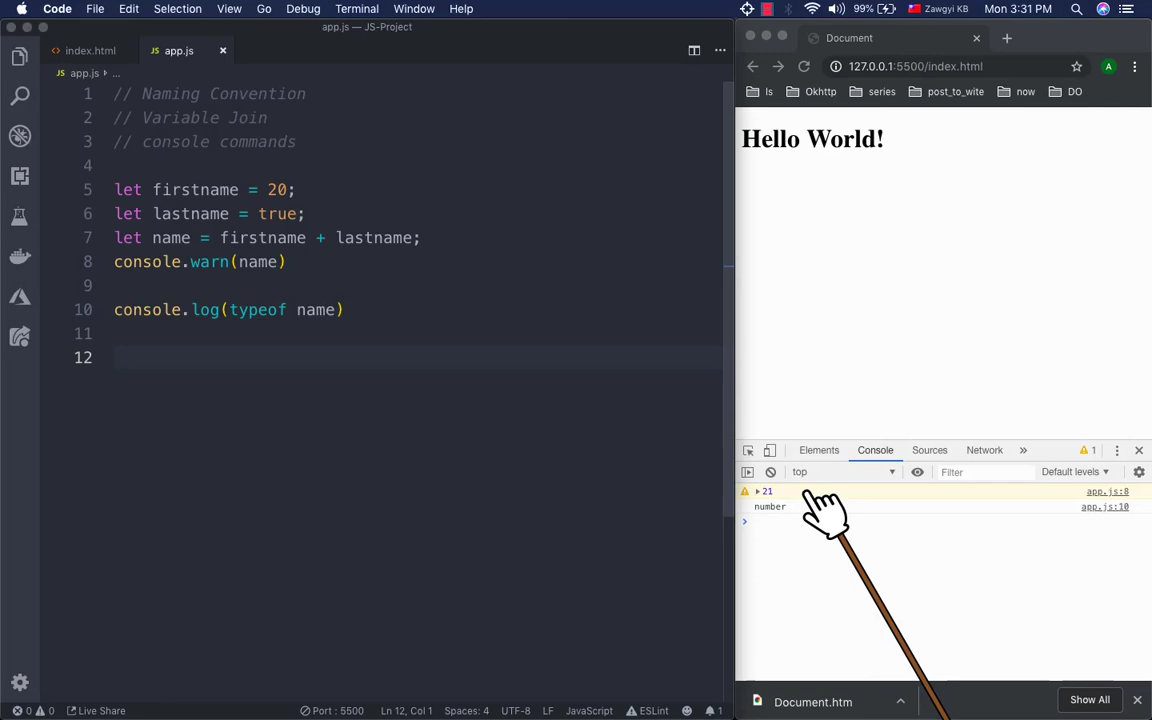 Code File Edit Selection View Go Debug Terminal Window Help
99% Zawgyi KB Mon 3:31 PM
app.js — JS-Project
index.html JS app.js ×
JS app.js › ...
1 // Naming Convention
2 // Variable Join
3 // console commands
4
5 let firstname = 20;
6 let lastname = true;
7 let name = firstname + lastname;
8 console.warn(name)
9
10 console.log(typeof name)
11
12
0 0 Live Share Port : 5500 Ln 12, Col 1 Spaces: 4 UTF-8 LF JavaScript ESLint 1
Document
127.0.0.1:5500/index.html A
ls Okhttp series post_to_wite now DO
Hello World!
Elements Console Sources Network » 1
top Filter Default levels
21 app.js:8
number app.js:10
Document.htm Show All